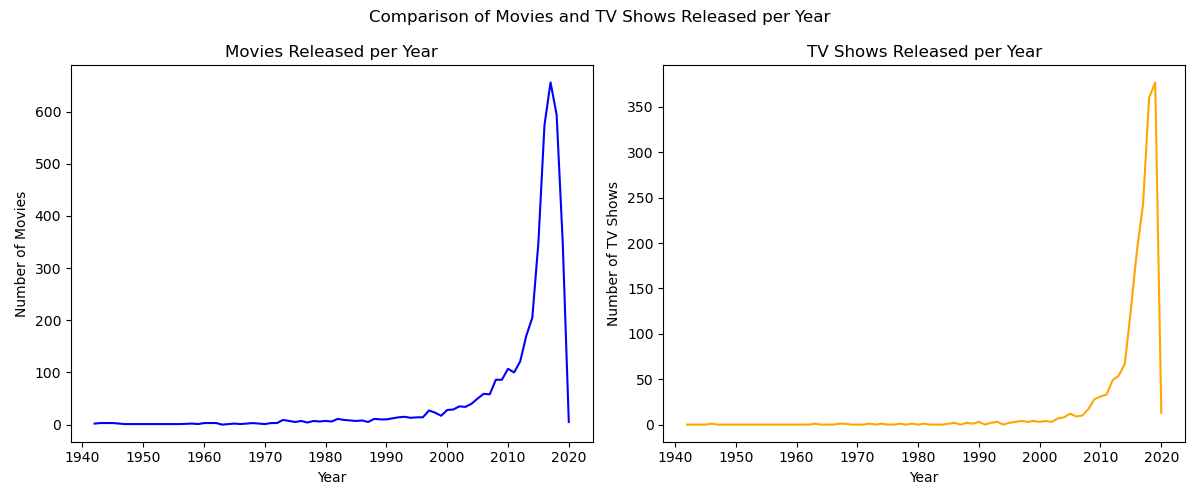 Comparison of Movies and TV Shows Released per Year
Movies Released per Year
Number of Movies
600
500
400
300
200
100
0
1940 1950 1960 1970 1980 1990 2000 2010 2020
Year
TV Shows Released per Year
Number of TV Shows
350
300
250
200
150
100
50
0
1940 1950 1960 1970 1980 1990 2000 2010 2020
Year